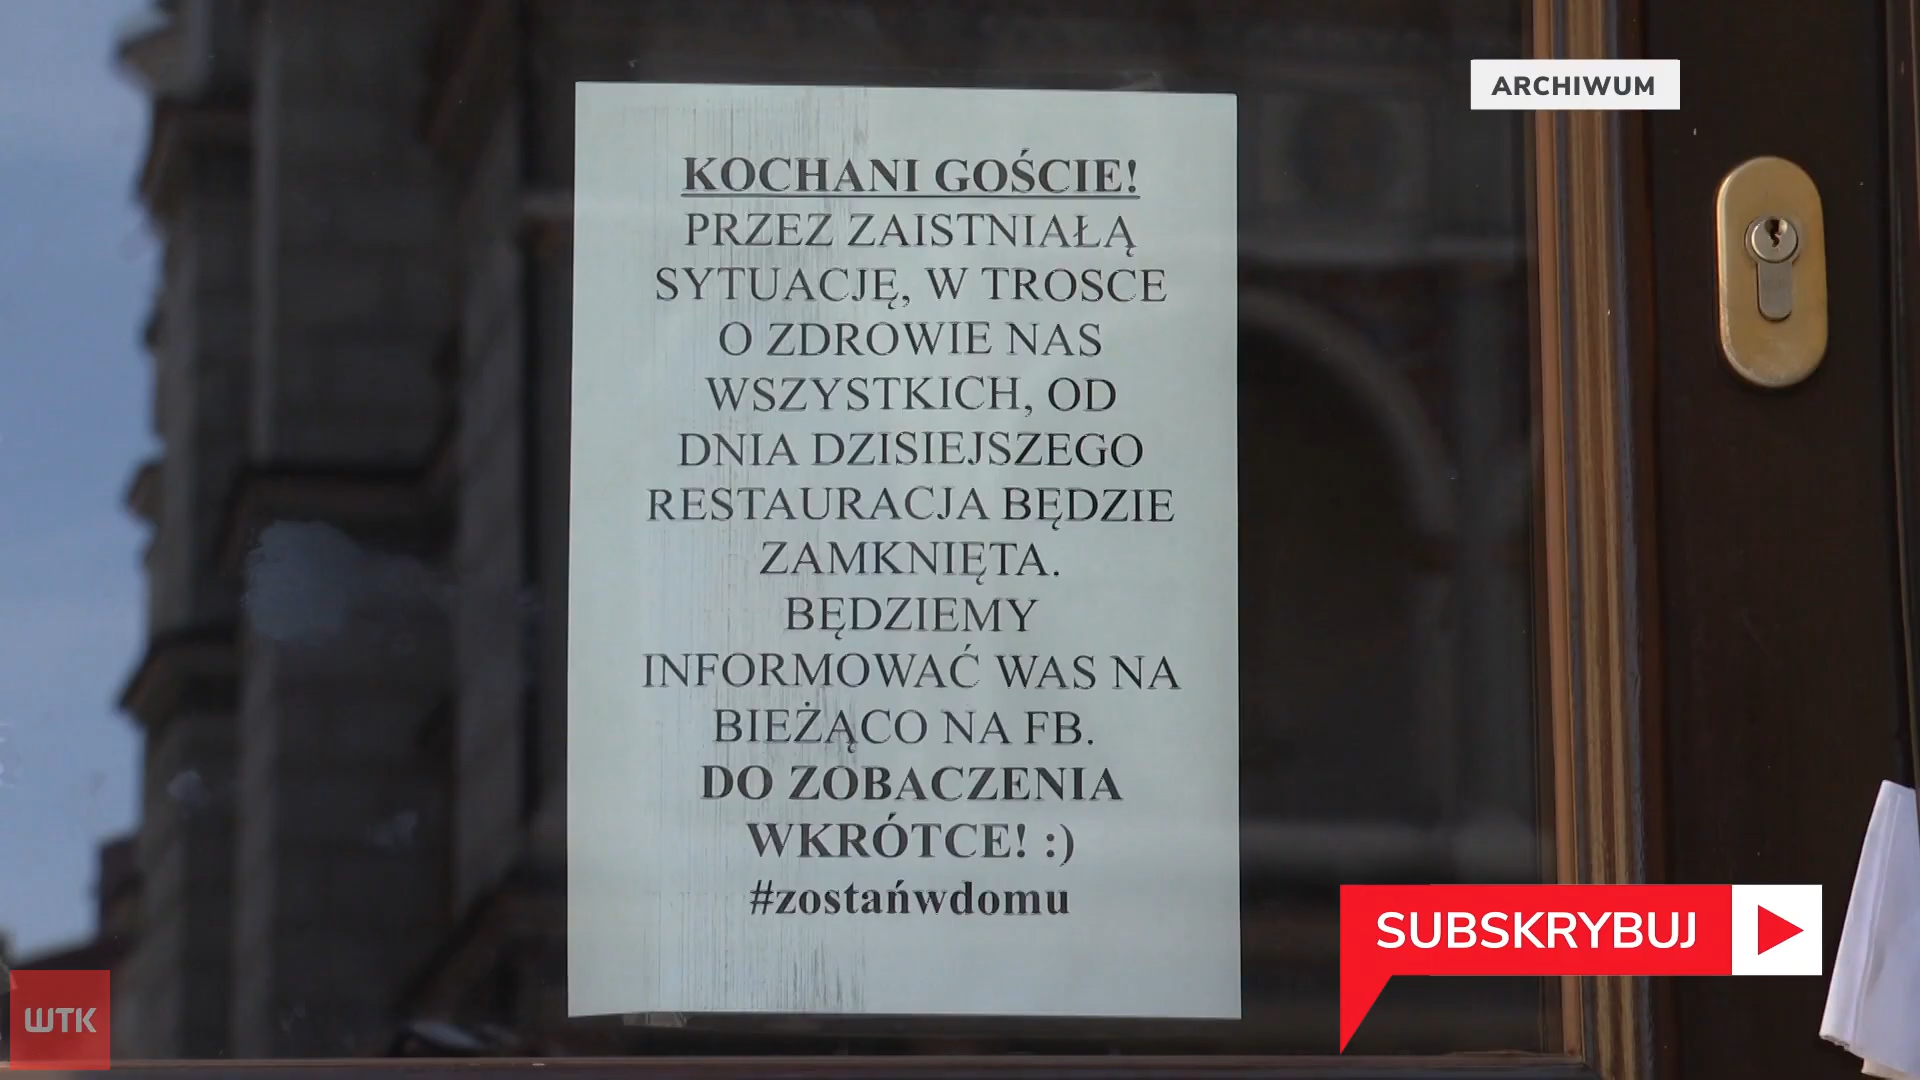 ARCHIWUM
KOCHANI GOŚCIE!
PRZEZ ZAISTNIAŁĄ
SYTUACJĘ, W TROSCE
O ZDROWIE NAS
WSZYSTKICH, OD
DNIA DZISIEJSZEGO
RESTAURACJA BĘDZIE
ZAMKNIĘTA.
BĘDZIEMY
INFORMOWAĆ WAS NA
BIEŻĄCO NA FB.
DO ZOBACZENIA
WKRÓTCE! :)
#zostańwdomu
SUBSKRYBUJ
WTK